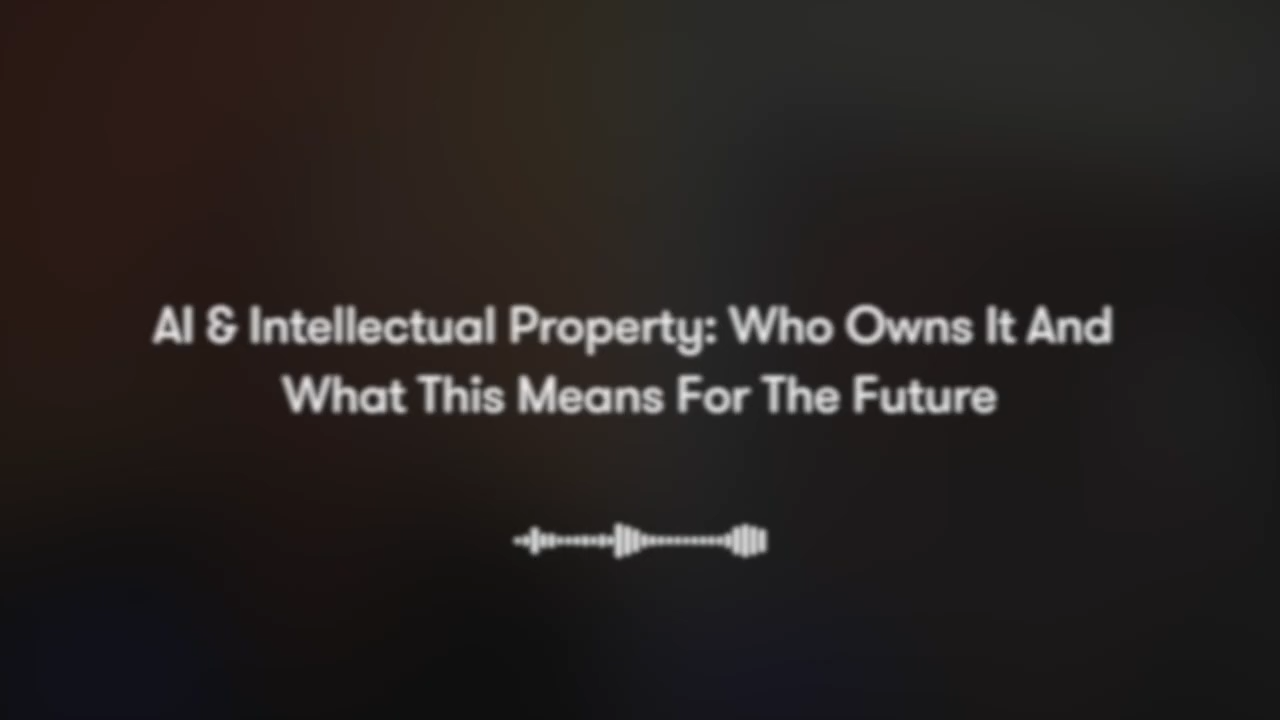 AI & Intellectual Property: Who Owns It And
What This Means For The Future